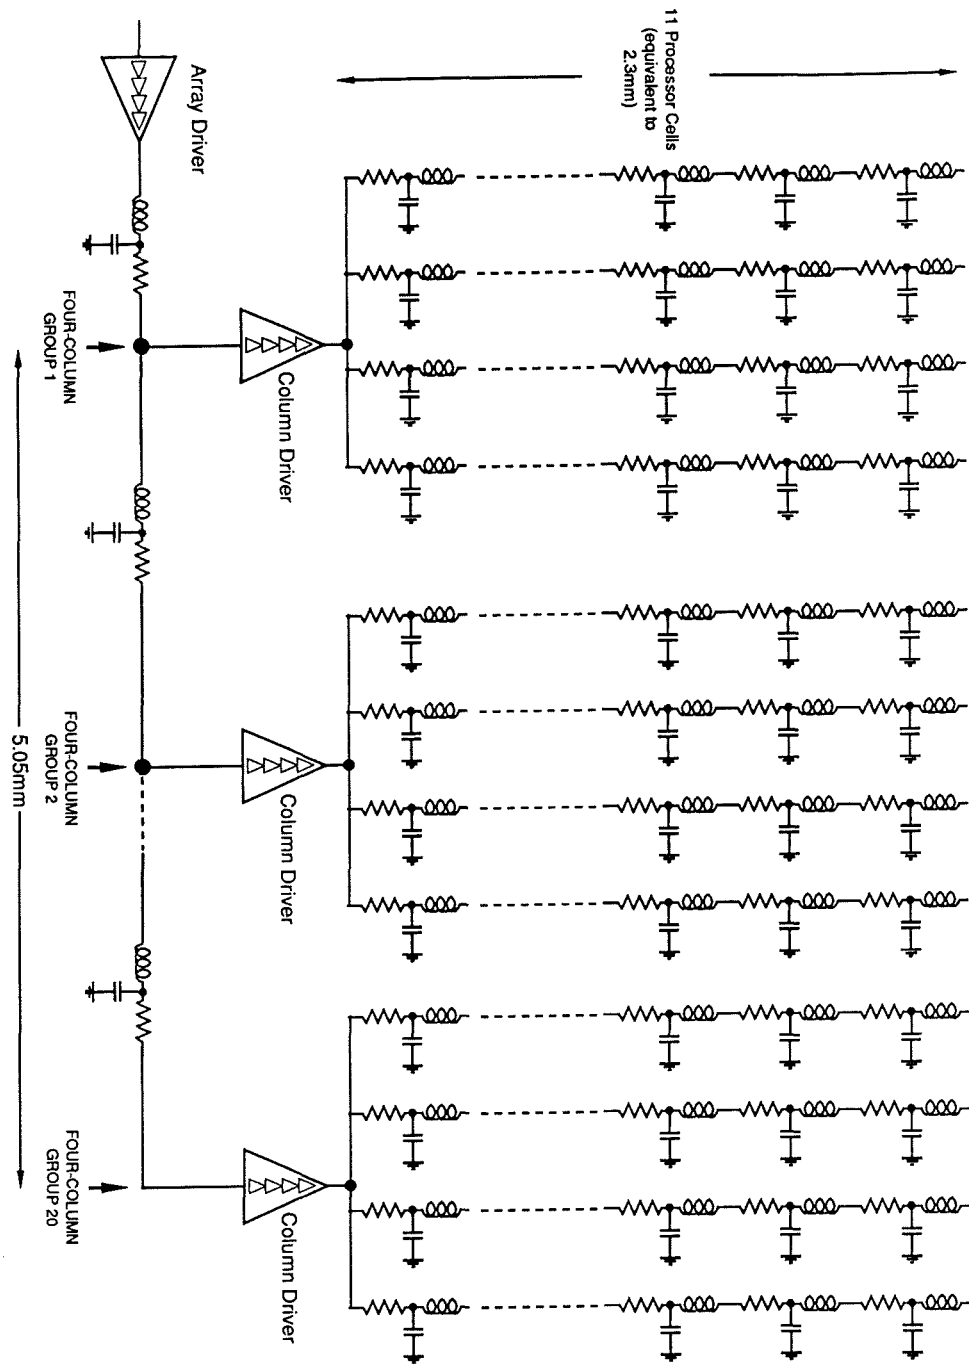 11 Processor Cells
(equivalent to
2.3mm)
Array Driver
FOUR-COLUMN
GROUP 1
Column Driver
FOUR-COLUMN
GROUP 2
Column Driver
5.05mm
FOUR-COLUMN
GROUP 20
Column Driver